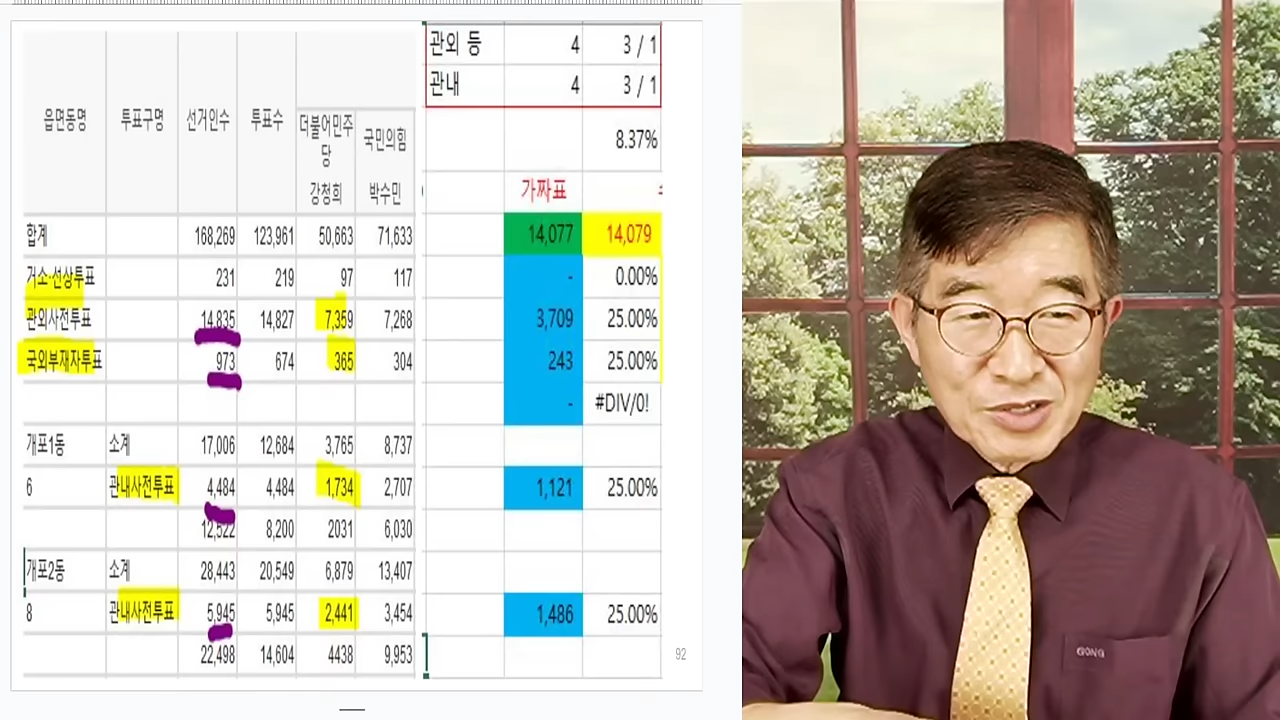 읍면동명 투표구명 선거인수 투표수 더불어민주당 강청희 국민의힘 박수민
합계 168,269 123,961 50,663 71,633
거소·선상투표 231 219 97 117
관외사전투표 14,835 14,827 7,359 7,268
국외부재자투표 973 674 365 304
개포1동 소계 17,006 12,684 3,765 8,737
6 관내사전투표 4,484 4,484 1,734 2,707
12,522 8,200 2031 6,030
개포2동 소계 28,443 20,549 6,879 13,407
8 관내사전투표 5,945 5,945 2,441 3,454
22,498 14,604 4438 9,953
관외 등 4 3 / 1
관내 4 3 / 1
8.37%
가짜표
14,077 14,079
- 0.00%
3,709 25.00%
243 25.00%
- #DIV/0!
1,121 25.00%
1,486 25.00%
92
GONG